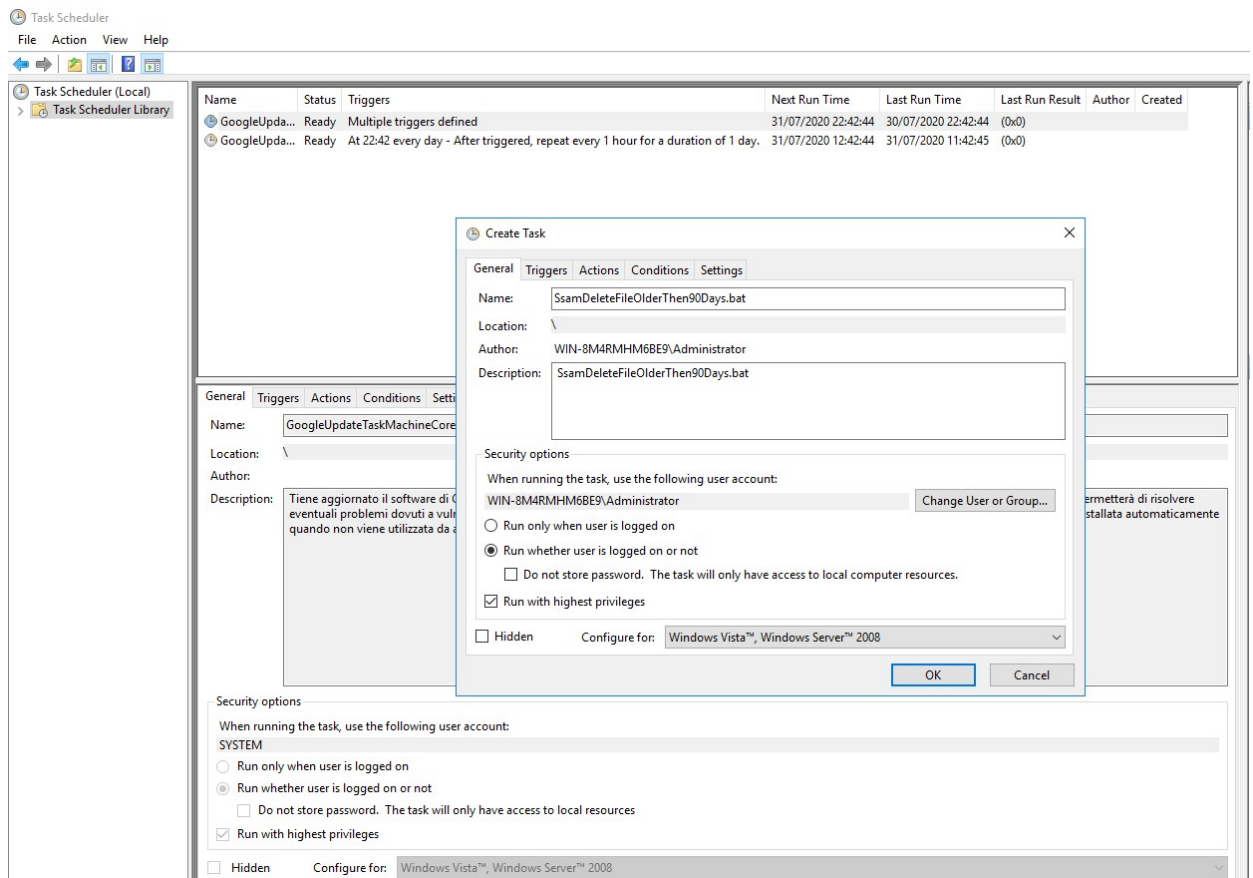 Task Scheduler
File Action View Help
Task Scheduler (Local)
Task Scheduler Library
Name Status Triggers Next Run Time Last Run Time Last Run Result Author Created
GoogleUpda... Ready Multiple triggers defined 31/07/2020 22:42:44 30/07/2020 22:42:44 (0x0)
GoogleUpda... Ready At 22:42 every day - After triggered, repeat every 1 hour for a duration of 1 day. 31/07/2020 12:42:44 31/07/2020 11:42:45 (0x0)
Create Task
General Triggers Actions Conditions Settings
Name: SsamDeleteFileOlderThen90Days.bat
Location: \
Author: WIN-8M4RMHM6BE9\Administrator
Description: SsamDeleteFileOlderThen90Days.bat
Security options
When running the task, use the following user account:
WIN-8M4RMHM6BE9\Administrator Change User or Group...
Run only when user is logged on
Run whether user is logged on or not
Do not store password. The task will only have access to local computer resources.
Run with highest privileges
Hidden Configure for: Windows Vista™, Windows Server™ 2008
OK Cancel
General Triggers Actions Conditions Setti
Name: GoogleUpdateTaskMachineCore
Location: \
Author:
Description: Tiene aggiornato il software di ermetterà di risolvere
eventuali problemi dovuti a stallata automaticamente
quando non viene utilizzata da
Security options
When running the task, use the following user account:
SYSTEM
Run only when user is logged on
Run whether user is logged on or not
Do not store password. The task will only have access to local resources
Run with highest privileges
Hidden Configure for: Windows Vista™, Windows Server™ 2008